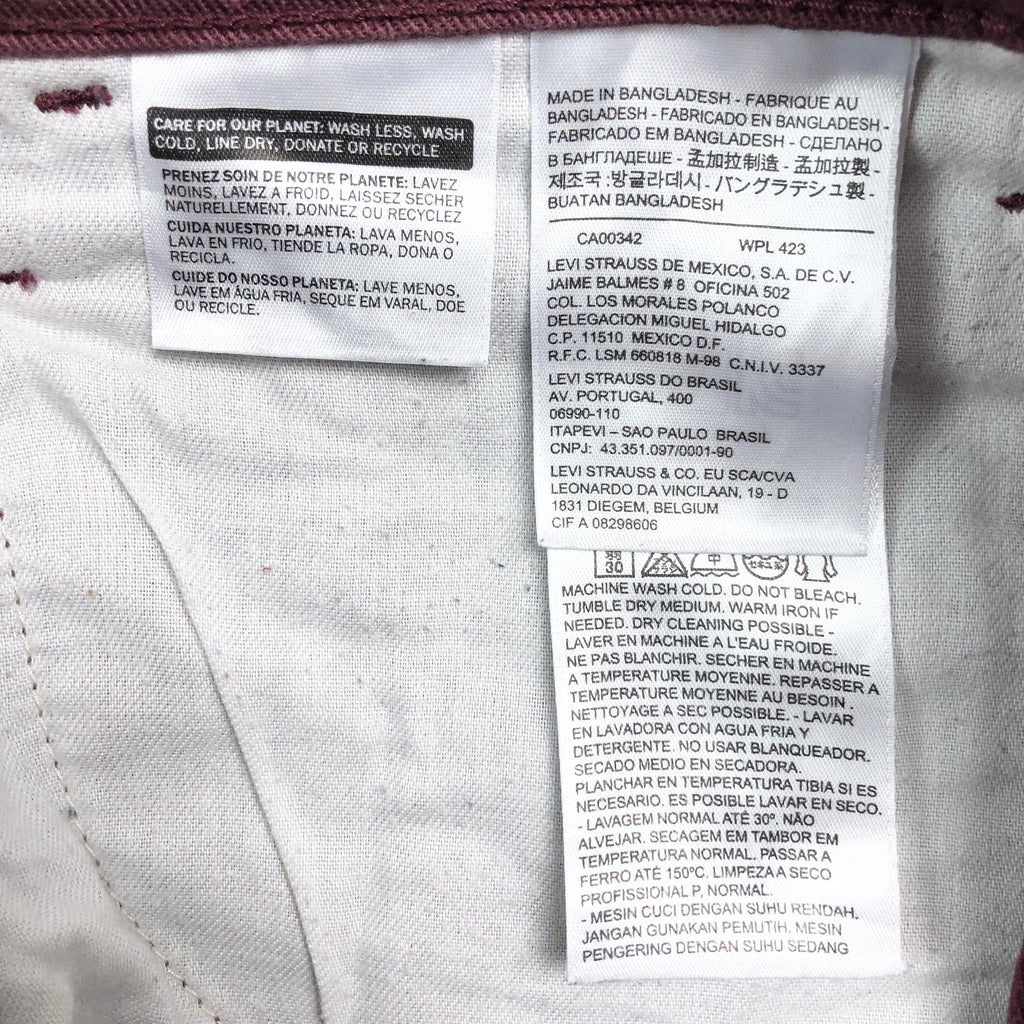 CARE FOR OUR PLANET: WASH LESS, WASH
COLD, LINE DRY, DONATE OR RECYCLE
PRENEZ SOIN DE NOTRE PLANETE: LAVEZ
MOINS, LAVEZ A FROID, LAISSEZ SECHER
NATURELLEMENT, DONNEZ OU RECYCLEZ
CUIDA NUESTRO PLANETA: LAVA MENOS,
LAVA EN FRIO, TIENDE LA ROPA, DONA O
RECICLA.
CUIDE DO NOSSO PLANETA: LAVE MENOS,
LAVE EM ÁGUA FRIA, SEQUE EM VARAL, DOE
OU RECICLE.
MADE IN BANGLADESH - FABRIQUE AU
BANGLADESH - FABRICADO EN BANGLADESH -
FABRICADO EM BANGLADESH - СДЕЛАНО
В БАНГЛАДЕШЕ - 孟加拉制造 - 孟加拉製 -
제조국 :방글라데시 - バングラデシュ製 -
BUATAN BANGLADESH
CA00342 WPL 423
LEVI STRAUSS DE MEXICO, S.A. DE C.V.
JAIME BALMES # 8 OFICINA 502
COL. LOS MORALES POLANCO
DELEGACION MIGUEL HIDALGO
C.P. 11510 MEXICO D.F.
R.F.C. LSM 660818 M-98 C.N.I.V. 3337
LEVI STRAUSS DO BRASIL
AV. PORTUGAL, 400
06990-110
ITAPEVI – SAO PAULO BRASIL
CNPJ: 43.351.097/0001-90
LEVI STRAUSS & CO. EU SCA/CVA
LEONARDO DA VINCILAAN, 19 - D
1831 DIEGEM, BELGIUM
CIF A 08298606
30 中
MACHINE WASH COLD. DO NOT BLEACH.
TUMBLE DRY MEDIUM. WARM IRON IF
NEEDED. DRY CLEANING POSSIBLE -
LAVER EN MACHINE A L'EAU FROIDE.
NE PAS BLANCHIR. SECHER EN MACHINE
A TEMPERATURE MOYENNE. REPASSER A
TEMPERATURE MOYENNE AU BESOIN .
NETTOYAGE A SEC POSSIBLE. - LAVAR
EN LAVADORA CON AGUA FRIA Y
DETERGENTE. NO USAR BLANQUEADOR.
SECADO MEDIO EN SECADORA.
PLANCHAR EN TEMPERATURA TIBIA SI ES
NECESARIO. ES POSIBLE LAVAR EN SECO.
- LAVAGEM NORMAL ATÉ 30º. NÃO
ALVEJAR. SECAGEM EM TAMBOR EM
TEMPERATURA NORMAL. PASSAR A
FERRO ATÉ 150ºC. LIMPEZA A SECO
PROFISSIONAL P, NORMAL.
- MESIN CUCI DENGAN SUHU RENDAH.
JANGAN GUNAKAN PEMUTIH. MESIN
PENGERING DENGAN SUHU SEDANG